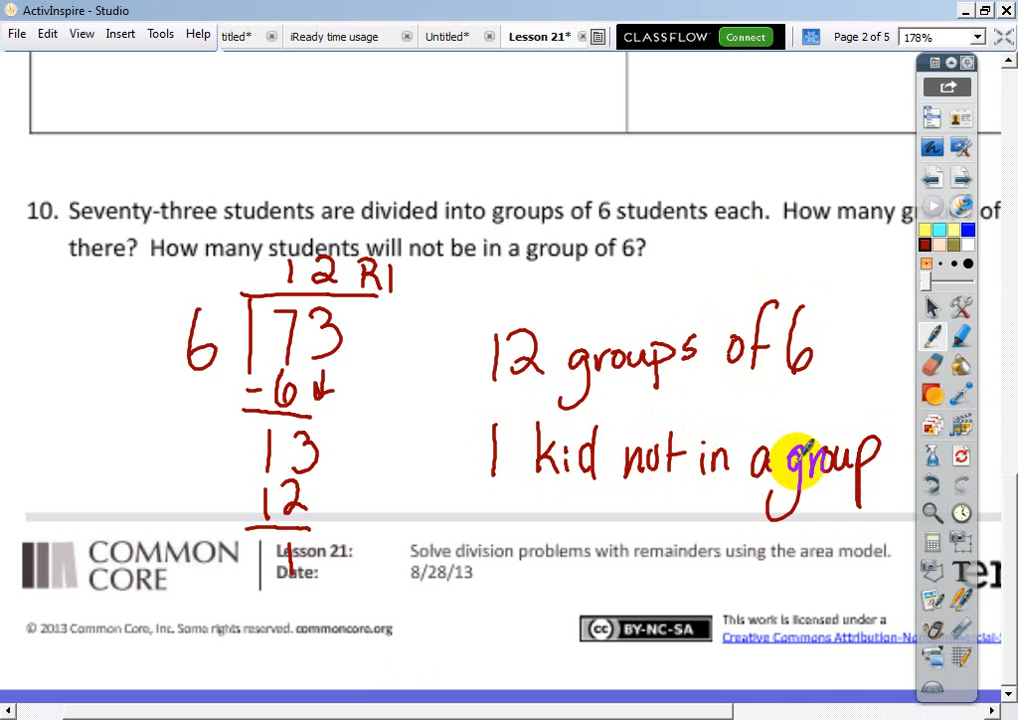 ActivInspire - Studio
File Edit View Insert Tools Help titled* iReady time usage Untitled* Lesson 21* CLASSFLOW Connect Page 2 of 5 178%
10. Seventy-three students are divided into groups of 6 students each. How many of
there? How many students will not be in a group of 6?
12 R1
6 73
-6
13
12
1
12 groups of 6
1 kid not in a group
COMMON
CORE
Lesson 21:
Date:
Solve division problems with remainders using the area model.
8/28/13
© 2013 Common Core, Inc. Some rights reserved. commoncore.org
cc BY-NC-SA
This work is licensed under a
Creative Commons Attribution-
T